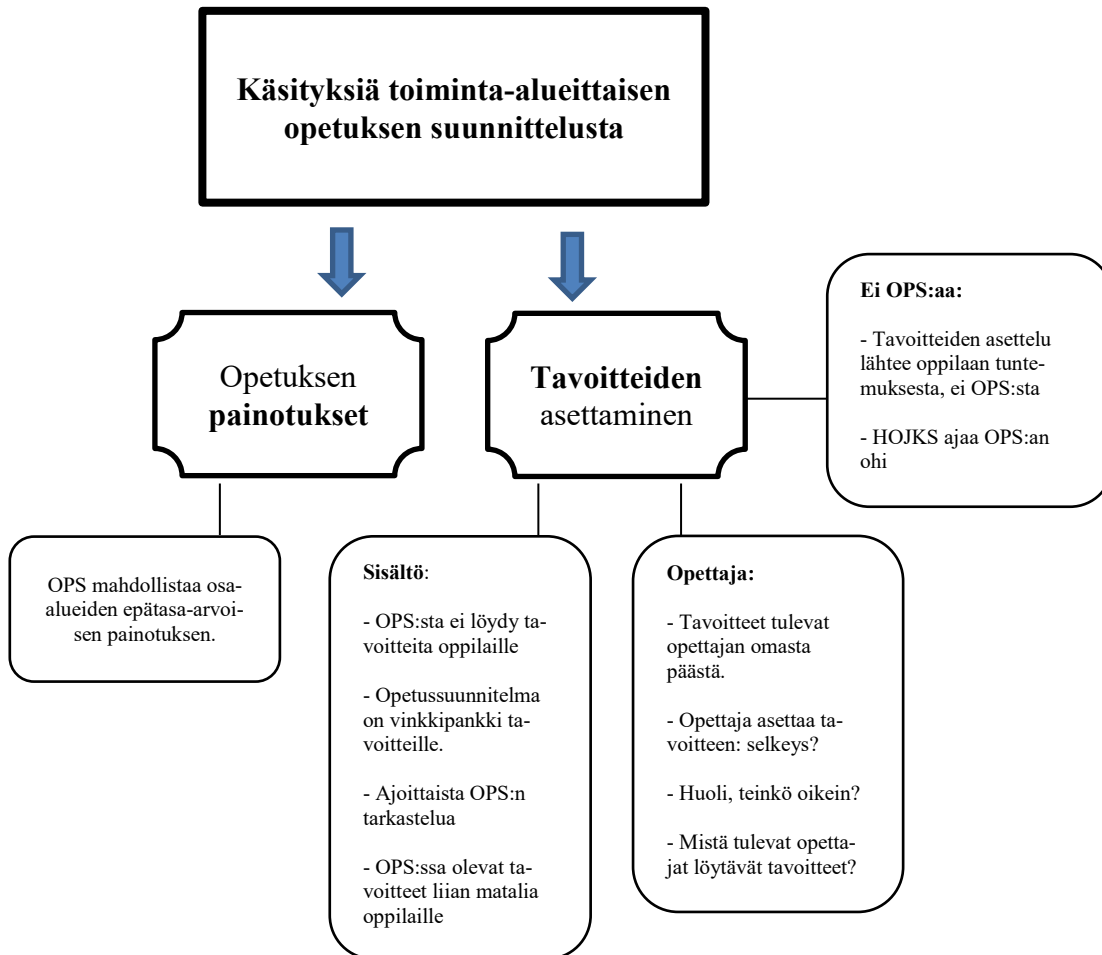 Käsityksiä toiminta-alueittaisen
opetuksen suunnittelusta
Opetuksen
painotukset
Tavoitteiden
asettaminen
Ei OPS:aa:
- Tavoitteiden asettelu
lähtee oppilaan tunte-
muksesta, ei OPS:sta
- HOJKS ajaa OPS:an
ohi
OPS mahdollistaa osa-
alueiden epätasa-arvoi-
sen painotuksen.
Sisältö:
- OPS:sta ei löydy ta-
voitteita oppilaille
- Opetussuunnitelma
on vinkkipankki ta-
voitteille.
- Ajoittaista OPS:n
tarkastelua
- OPS:ssa olevat ta-
voitteet liian matalia
oppilaille
Opettaja:
- Tavoitteet tulevat
opettajan omasta
päästä.
- Opettaja asettaa ta-
voitteen: selkeys?
- Huoli, teinkö oikein?
- Mistä tulevat opetta-
jat löytävät tavoitteet?